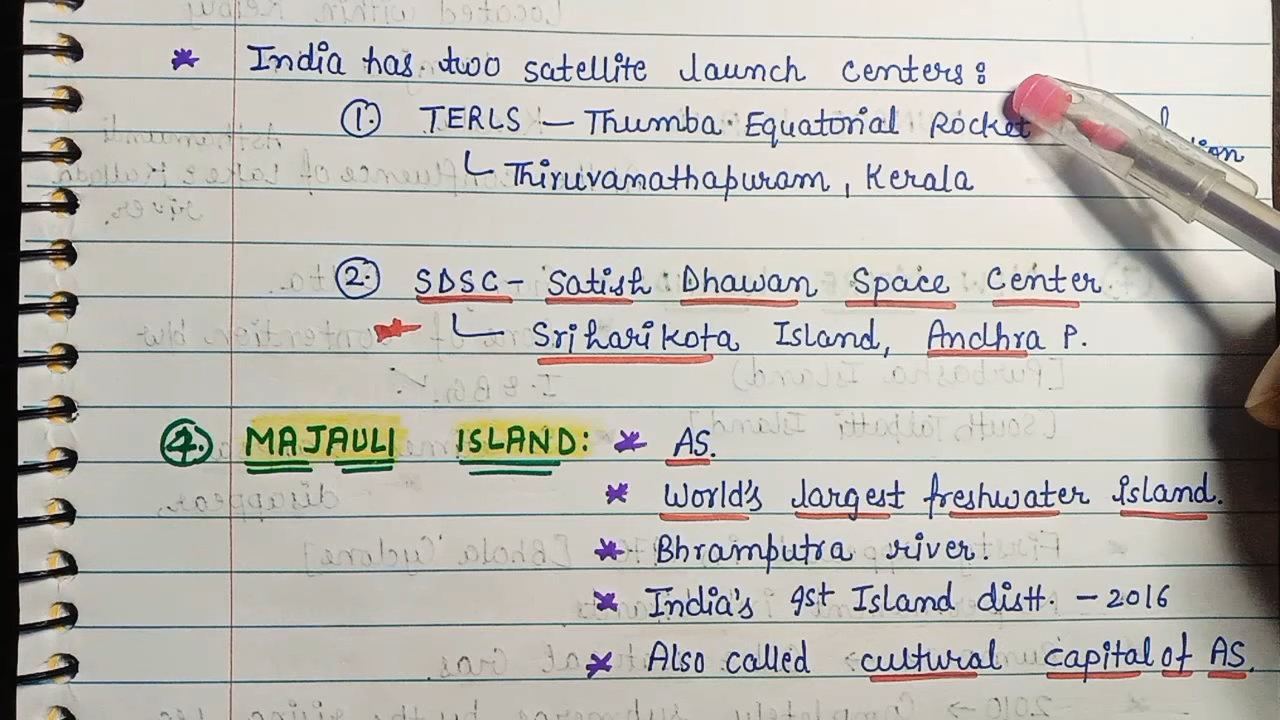 * India has two satellite launch centers:
① TERLS – Thumba Equatorial Rocket
↳ Thiruvanathapuram, Kerala
② SDSC – Satish Dhawan Space Center
↳ Sriharikota Island, Andhra P.
④ MAJAULI ISLAND: * AS.
* World's largest freshwater island.
* Bhramputra river.
* India's 1st Island distt. – 2016
* Also called cultural capital of AS.